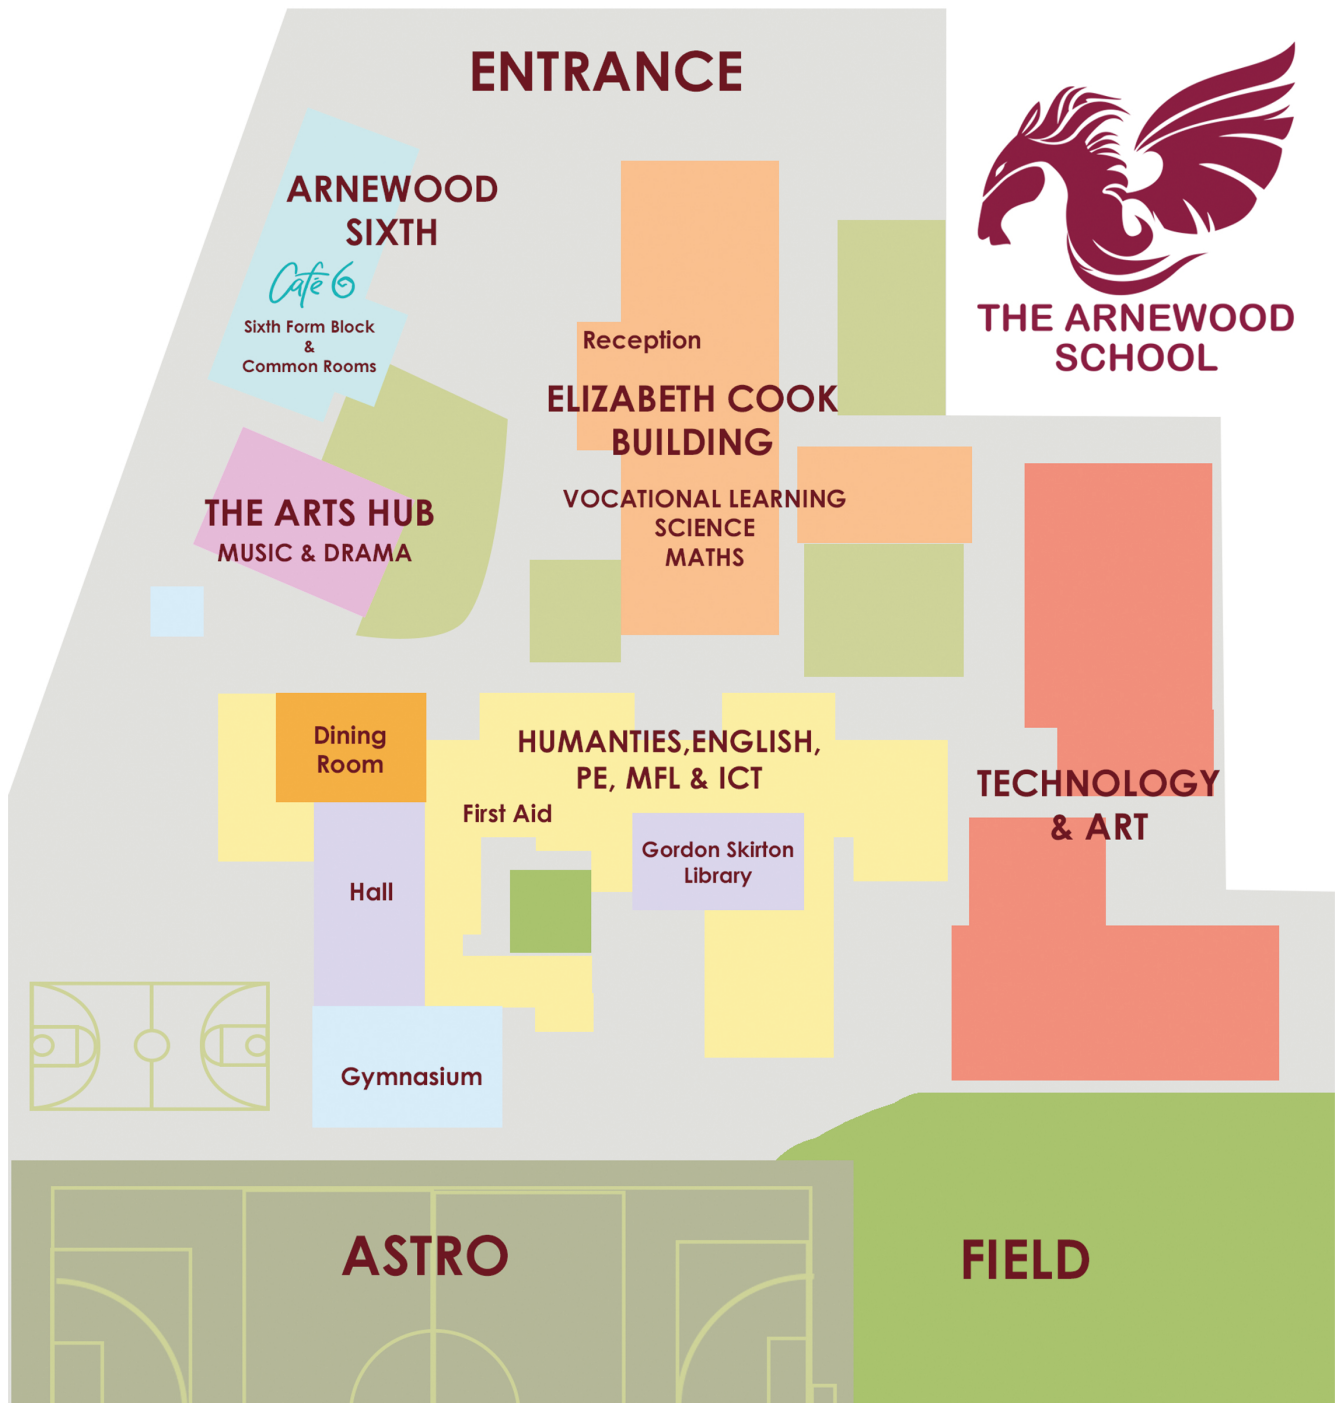 ENTRANCE
THE ARNEWOOD
SCHOOL
ARNEWOOD
SIXTH
Café 6
Sixth Form Block
&
Common Rooms
Reception
ELIZABETH COOK
BUILDING
VOCATIONAL LEARNING
SCIENCE
MATHS
THE ARTS HUB
MUSIC & DRAMA
Dining
Room
HUMANTIES,ENGLISH,
PE, MFL & ICT
First Aid
Gordon Skirton
Library
Hall
TECHNOLOGY
& ART
Gymnasium
ASTRO
FIELD